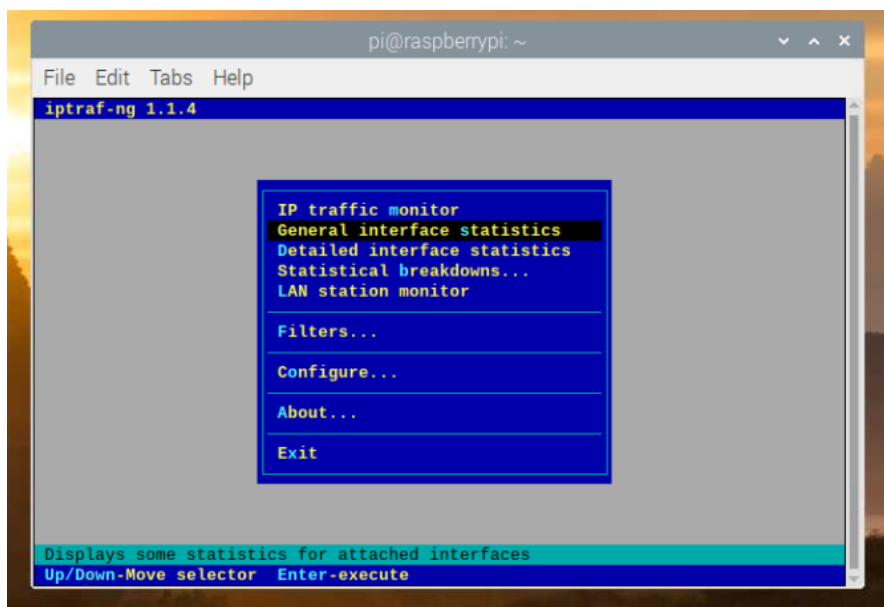 pi@raspberrypi: ~
File Edit Tabs Help
iptraf-ng 1.1.4
IP traffic monitor
General interface statistics
Detailed interface statistics
Statistical breakdowns...
LAN station monitor
Filters...
Configure...
About...
Exit
Displays some statistics for attached interfaces
Up/Down-Move selector Enter-execute